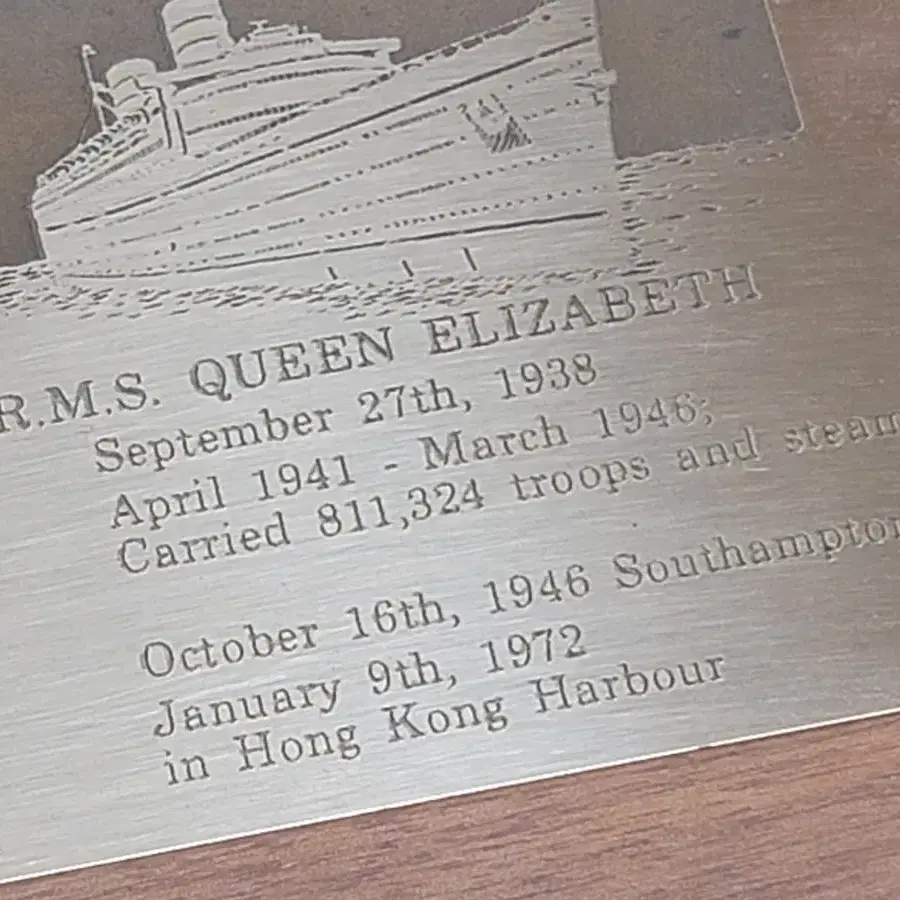 R.M.S. QUEEN ELIZABETH
September 27th, 1938
April 1941 - March 1946;
Carried 811,324 troops and steam
October 16th, 1946 Southampton
January 9th, 1972
in Hong Kong Harbour